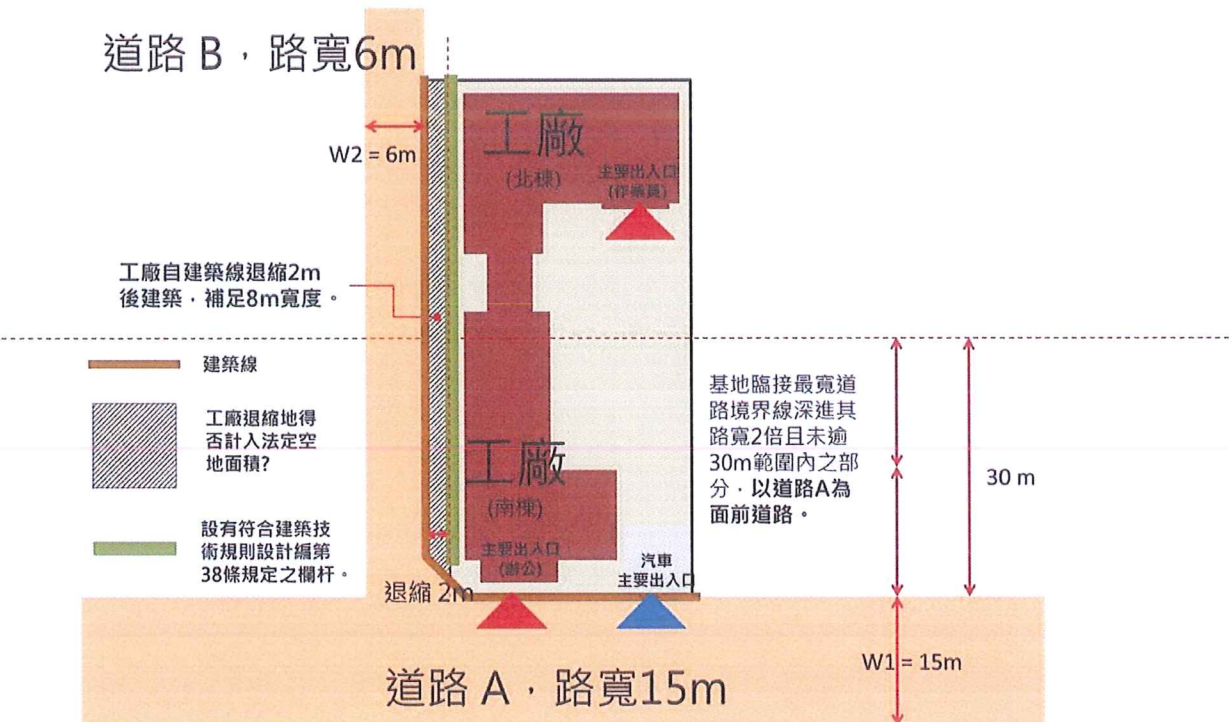 道路 B，路寬6m
W2 = 6m
工廠
(北棟)
主要出入口
(作業員)
工廠自建築線退縮2m
後建築，補足8m寬度。
建築線
工廠退縮地得
否計入法定空
地面積?
設有符合建築技
術規則設計編第
38條規定之欄杆。
基地臨接最寬道
路境界線深進其
路寬2倍且未逾
30m範圍內之部
分，以道路A為
面前道路。
30 m
工廠
(南棟)
主要出入口
(辦公)
汽車
主要出入口
退縮 2m
W1 = 15m
道路 A，路寬15m